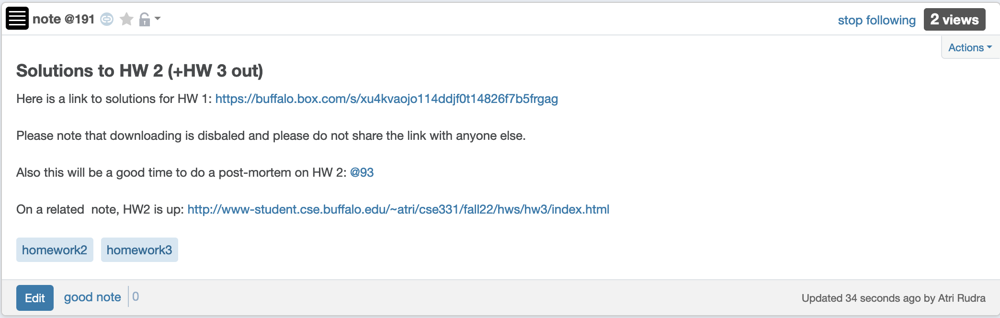 note @191
stop following
2 views
Actions
Solutions to HW 2 (+HW 3 out)
Here is a link to solutions for HW 1: https://buffalo.box.com/s/xu4kvaojo114ddjf0t14826f7b5frgag
Please note that downloading is disbaled and please do not share the link with anyone else.
Also this will be a good time to do a post-mortem on HW 2: @93
On a related  note, HW2 is up: http://www-student.cse.buffalo.edu/~atri/cse331/fall22/hws/hw3/index.html
homework2 homework3
Edit good note 0
Updated 34 seconds ago by Atri Rudra